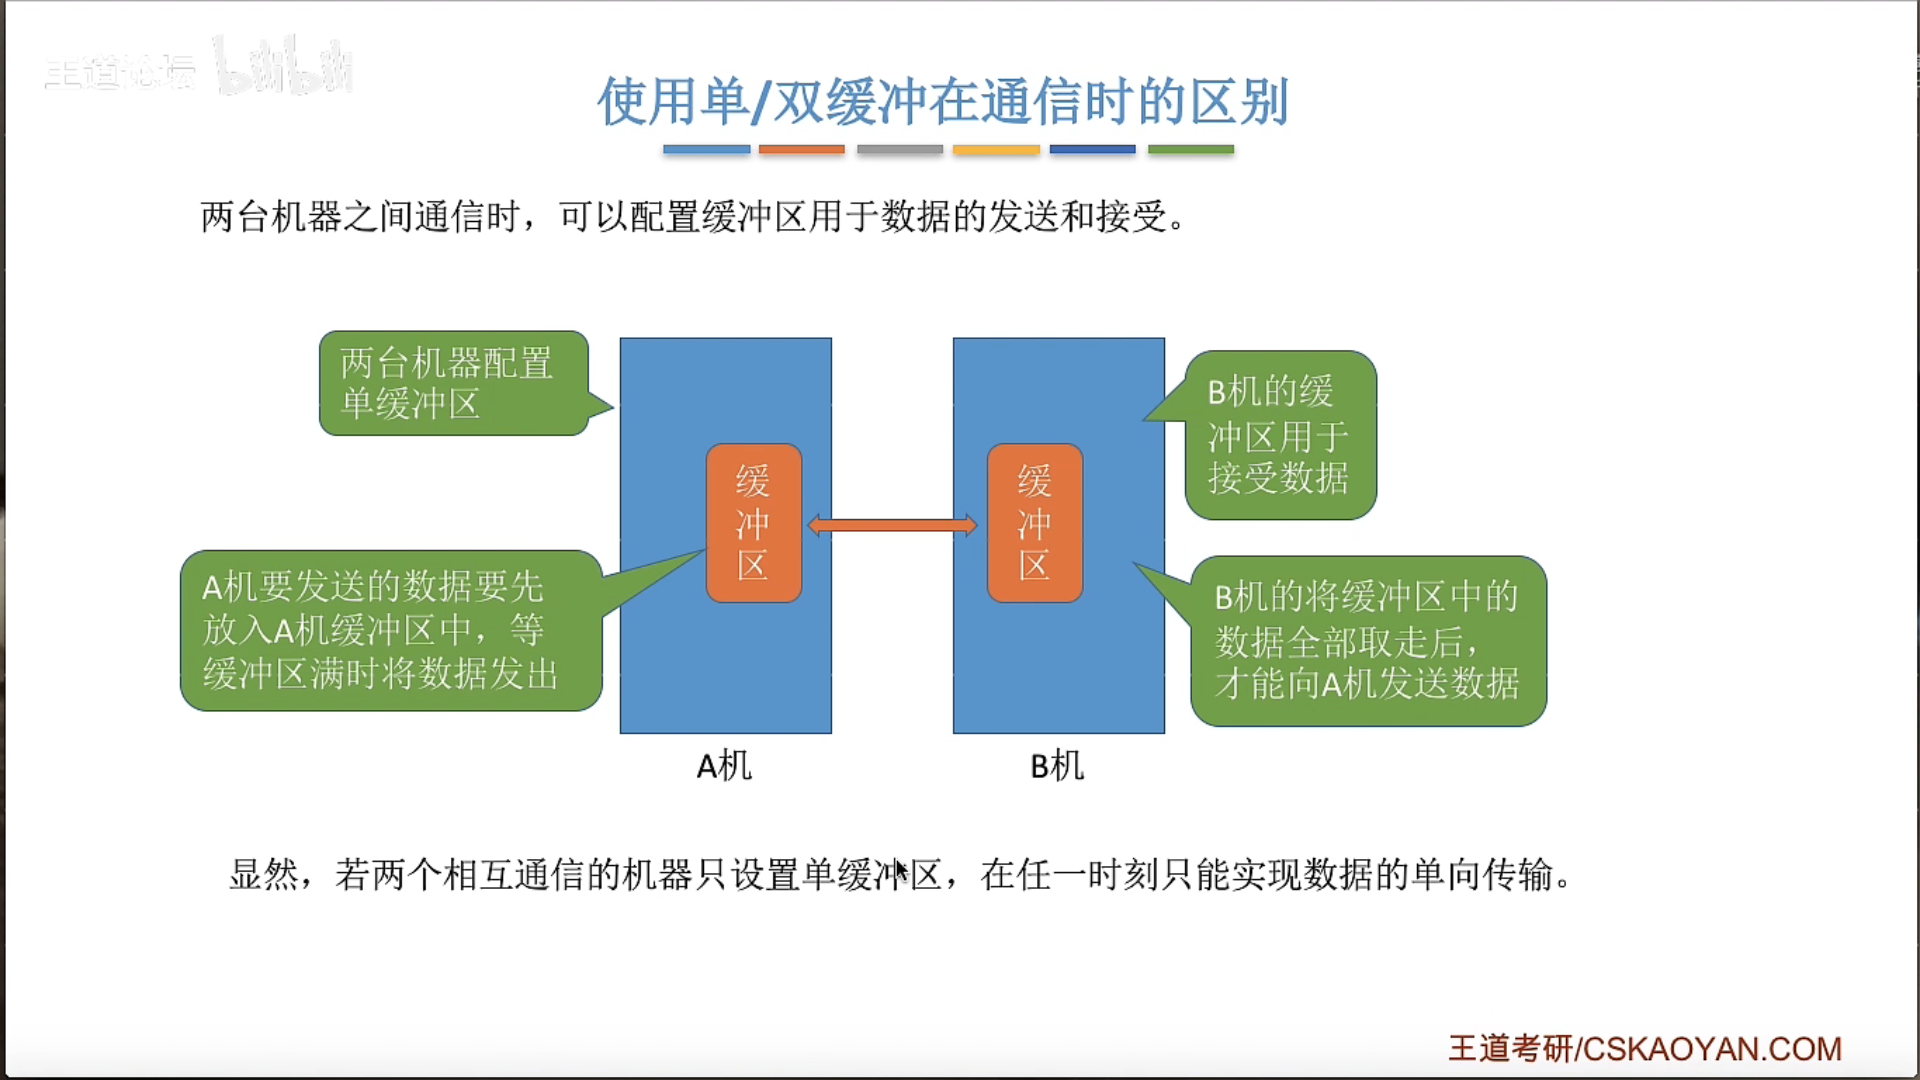 王道论坛 bilibili
使用单/双缓冲在通信时的区别
两台机器之间通信时，可以配置缓冲区用于数据的发送和接受。
两台机器配置
单缓冲区
B机的缓
冲区用于
接受数据
缓
冲
区
缓
冲
区
A机要发送的数据要先
放入A机缓冲区中，等
缓冲区满时将数据发出
B机的将缓冲区中的
数据全部取走后，
才能向A机发送数据
A机
B机
显然，若两个相互通信的机器只设置单缓冲区，在任一时刻只能实现数据的单向传输。
王道考研/CSKAOYAN.COM